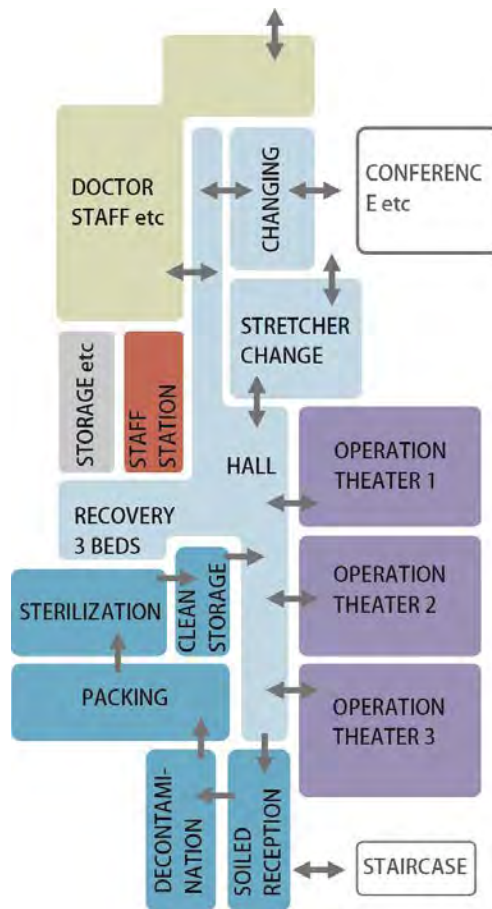 DOCTOR
STAFF etc
CHANGING
CONFERENC
E etc
STRETCHER
CHANGE
STORAGE etc
STAFF
STATION
HALL
OPERATION
THEATER 1
RECOVERY
3 BEDS
OPERATION
THEATER 2
STERILIZATION
CLEAN
STORAGE
PACKING
OPERATION
THEATER 3
DECONTAMI-
NATION
SOILED
RECEPTION
STAIRCASE